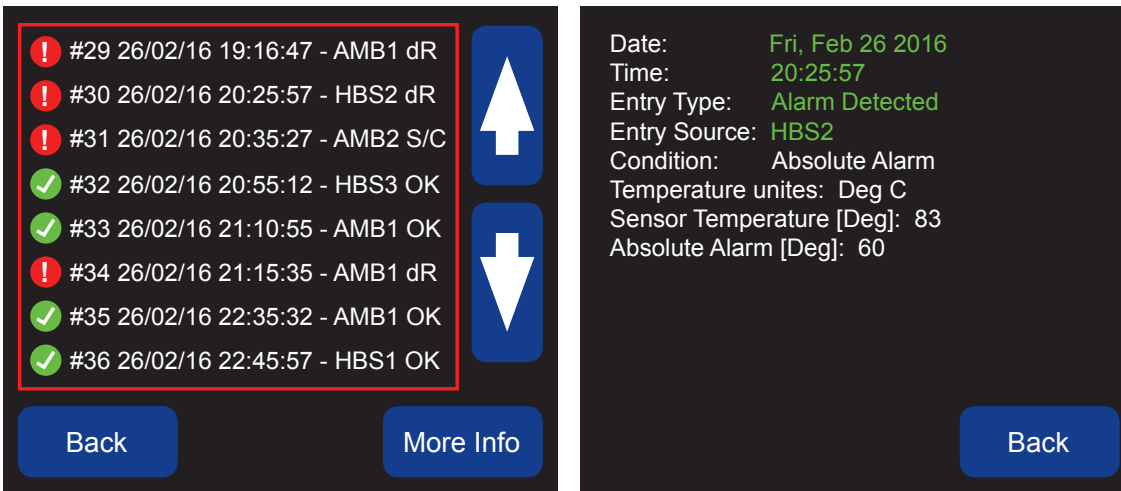 #29 26/02/16 19:16:47 - AMB1 dR
#30 26/02/16 20:25:57 - HBS2 dR
#31 26/02/16 20:35:27 - AMB2 S/C
#32 26/02/16 20:55:12 - HBS3 OK
#33 26/02/16 21:10:55 - AMB1 OK
#34 26/02/16 21:15:35 - AMB1 dR
#35 26/02/16 22:35:32 - AMB1 OK
#36 26/02/16 22:45:57 - HBS1 OK
Back
More Info
Date: Fri, Feb 26 2016
Time: 20:25:57
Entry Type: Alarm Detected
Entry Source: HBS2
Condition: Absolute Alarm
Temperature unites: Deg C
Sensor Temperature [Deg]: 83
Absolute Alarm [Deg]: 60
Back